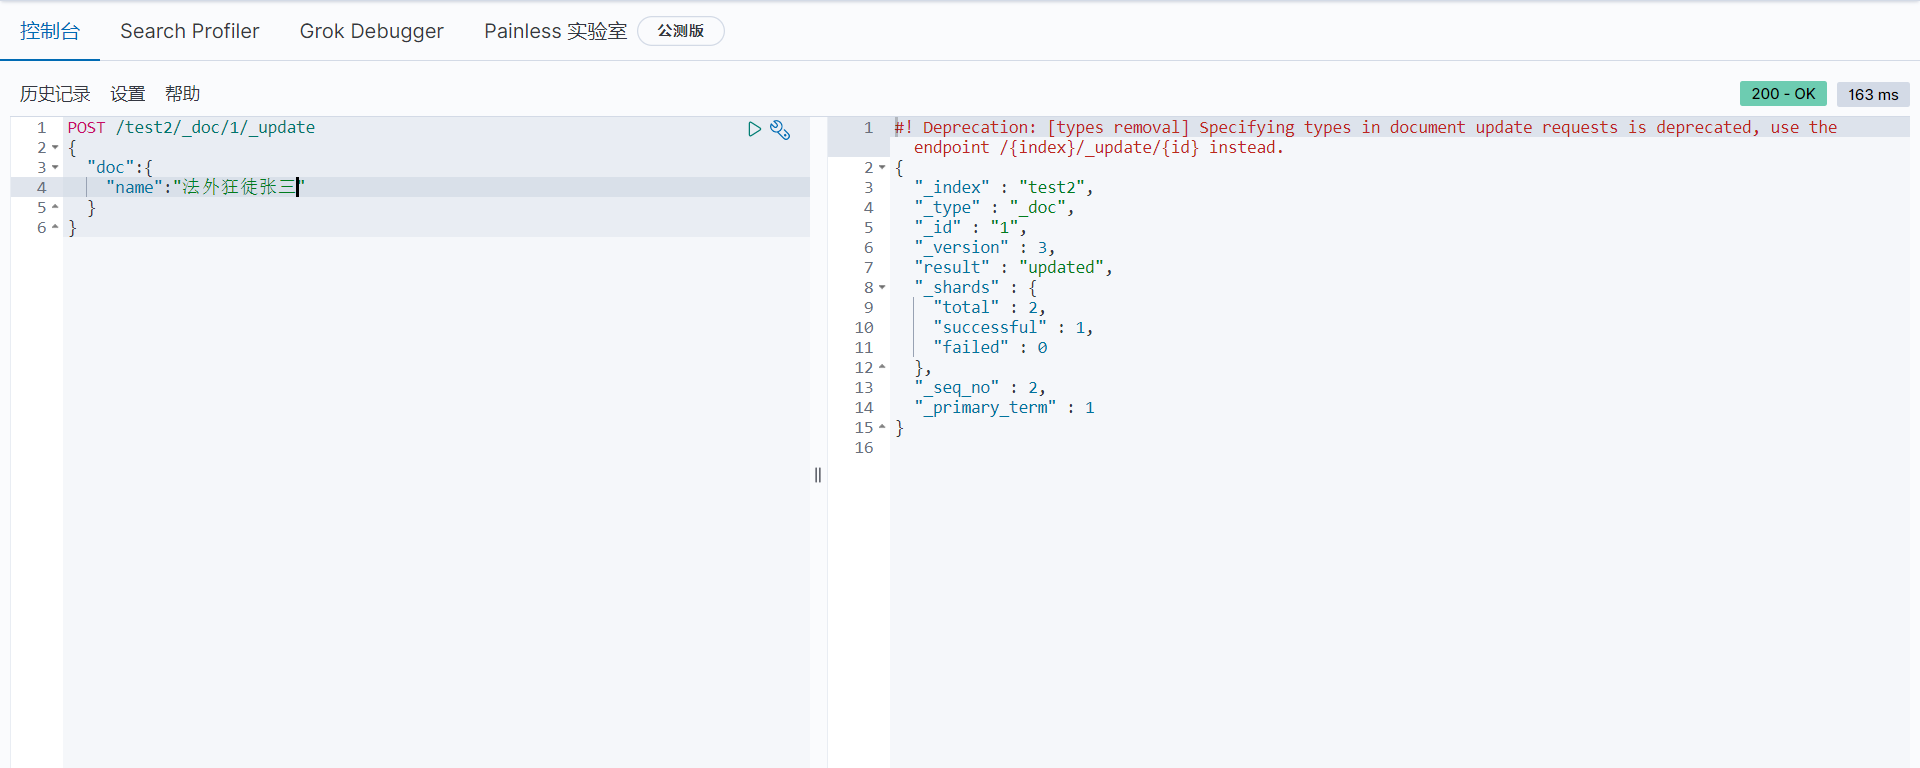 控制台 Search Profiler Grok Debugger Painless 实验室 公测版
历史记录 设置 帮助 200 - OK 163 ms
1 POST /test2/_doc/1/_update
2 {
3 "doc":{
4 "name":"法外狂徒张三"
5 }
6 }
1 #! Deprecation: [types removal] Specifying types in document update requests is deprecated, use the
endpoint /{index}/_update/{id} instead.
2 {
3 "_index" : "test2",
4 "_type" : "_doc",
5 "_id" : "1",
6 "_version" : 3,
7 "result" : "updated",
8 "_shards" : {
9 "total" : 2,
10 "successful" : 1,
11 "failed" : 0
12 },
13 "_seq_no" : 2,
14 "_primary_term" : 1
15 }
16